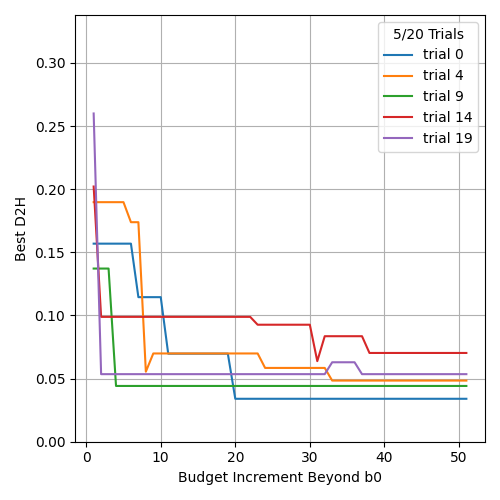 5/20 Trials
trial 0
trial 4
trial 9
trial 14
trial 19
0.30
0.25
0.20
0.15
0.10
0.05
0.00
Best D2H
0 10 20 30 40 50
Budget Increment Beyond b0